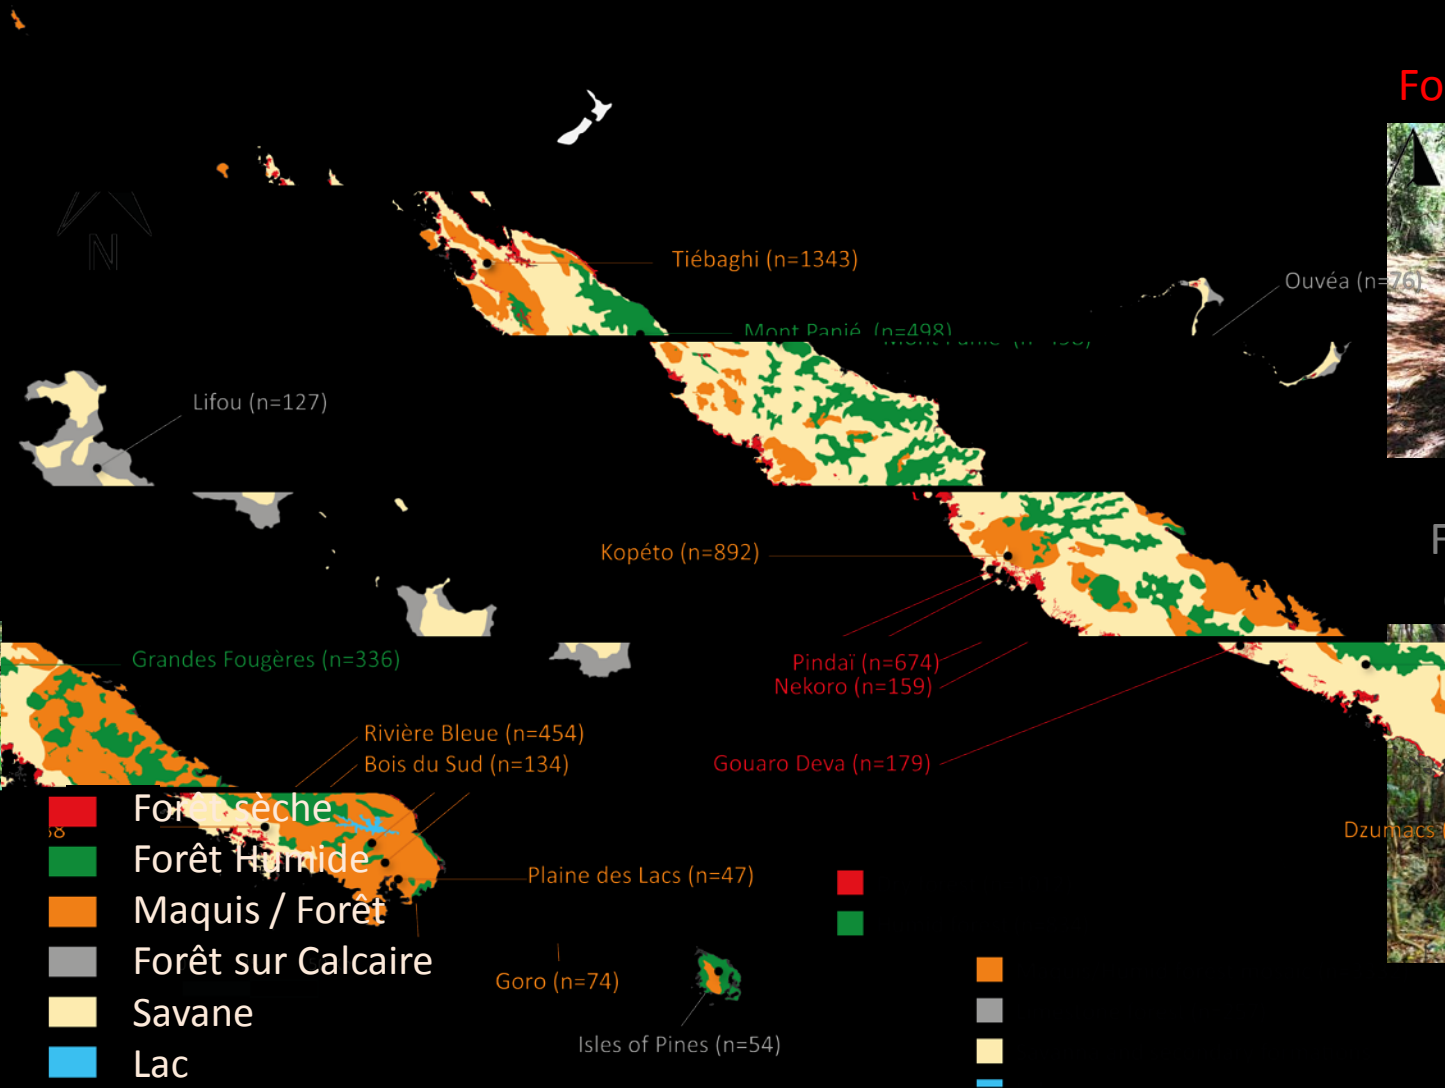 Fo
N
Tiébaghi (n=1343)
Ouvéa (n=76)
Mont Panié (n=498)
Lifou (n=127)
Kopéto (n=892)
F
Grandes Fougères (n=336)
Pindaï (n=674)
Nekoro (n=159)
Rivière Bleue (n=454)
Bois du Sud (n=134)
Gouaro Deva (n=179)
Forêt sèche
Dzumacs (
Forêt Humide
Plaine des Lacs (n=47)
Maquis / Forêt
Forêt sur Calcaire
Goro (n=74)
Savane
Isles of Pines (n=54)
Lac